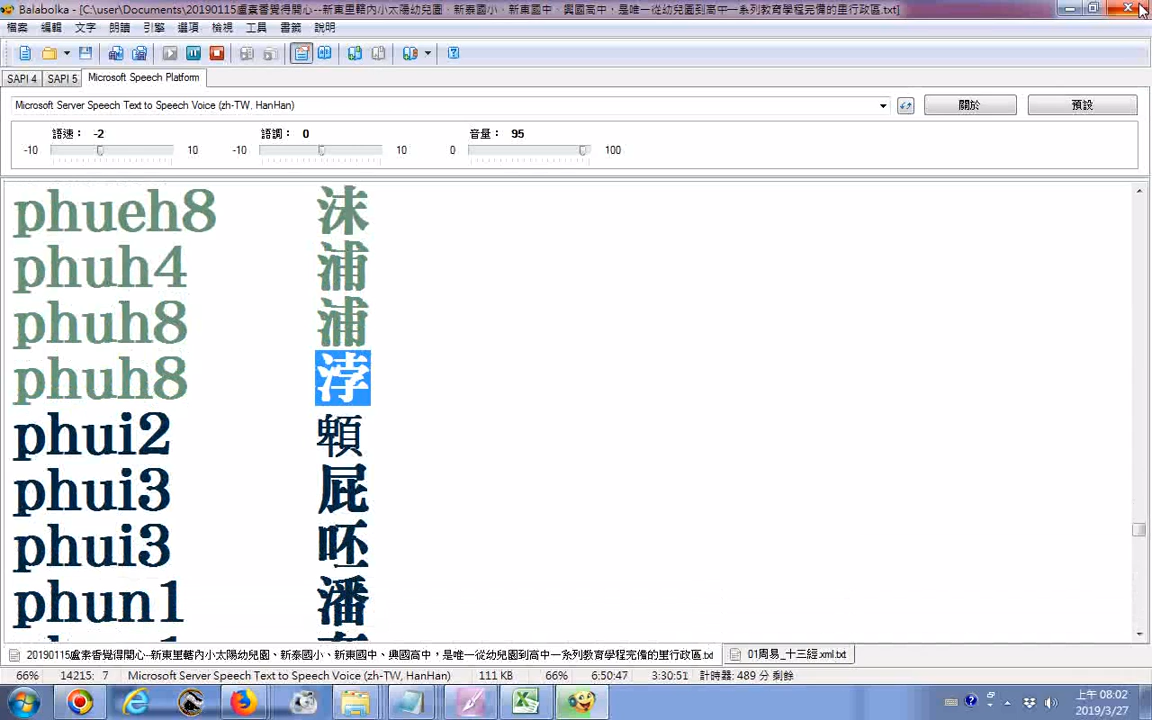 Balabolka - [C:\user\Documents\20190115盧素香覺得開心--新東里轄內小太陽幼兒園、新泰國小、新東國中、興國高中，是唯一從幼兒園到高中一系列教育學程完備的里行政區.txt]
檔案 編輯 文字 朗讀 引擎 選項 檢視 工具 書籤 說明
SAPI 4 SAPI 5 Microsoft Speech Platform
Microsoft Server Speech Text to Speech Voice (zh-TW, HanHan) 關於 預設
語速： -2 語調： 0 音量： 95
-10 10 -10 10 0 100
phueh8 沫
phuh4 浦
phuh8 浦
phuh8 浡
phui2 頓
phui3 屁
phui3 呸
phun1 潘
20190115盧素香覺得開心--新東里轄內小太陽幼兒園、新泰國小、新東國中、興國高中，是唯一從幼兒園到高中一系列教育學程完備的里行政區.txt 01周易_十三經.xml.txt
66% 14215: 7 Microsoft Server Speech Text to Speech Voice (zh-TW, HanHan) 111 KB 66% 6:50:47 3:30:51 計時器: 489 分 剩餘
上午 08:02
2019/3/27